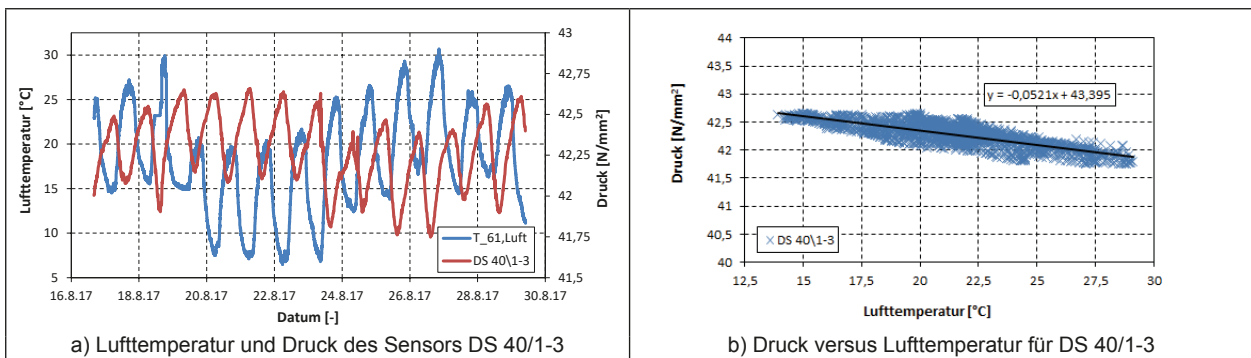 Lufttemperatur [°C]
30
25
20
15
10
5
43
42,75
42,5
42,25
42
41,75
41,5
Druck [N/mm²]
T_61,Luft
DS 40\1-3
16.8.17 18.8.17 20.8.17 22.8.17 24.8.17 26.8.17 28.8.17 30.8.17
Datum [-]
a) Lufttemperatur und Druck des Sensors DS 40/1-3
Druck [N/mm²]
44
43,5
43
42,5
42
41,5
41
40,5
40
y = -0,0521x + 43,395
DS 40\1-3
12,5 15 17,5 20 22,5 25 27,5 30
Lufttemperatur [°C]
b) Druck versus Lufttemperatur für DS 40/1-3